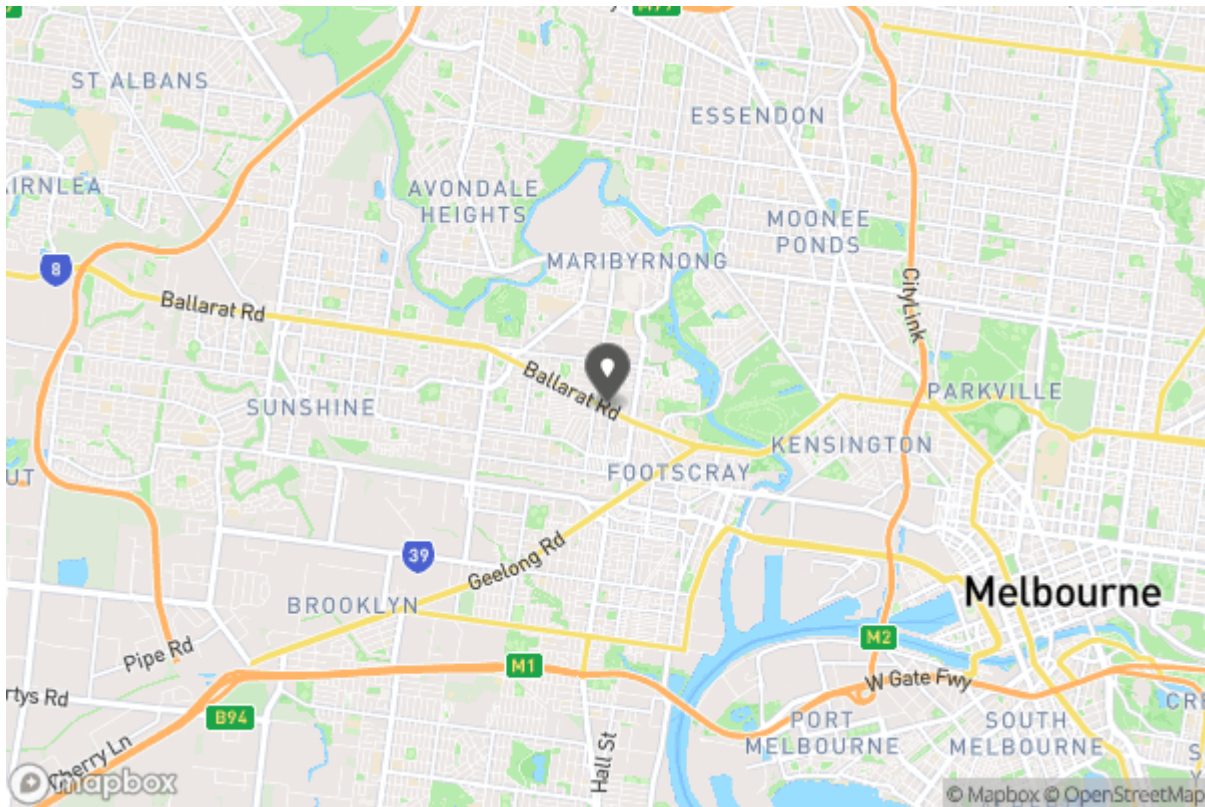 M79
ST ALBANS
ESSENDON
AIRNLEA
AVONDALE
HEIGHTS
MOONEE
PONDS
MARIBYRNONG
8
CityLink
Ballarat Rd
Ballarat Rd
PARKVILLE
SUNSHINE
KENSINGTON
FOOTSCRAY
UT
39
Geelong Rd
Melbourne
BROOKLYN
M2
Pipe Rd
M1
W Gate Fwy
rtys Rd
B94
PORT
MELBOURNE
SOUTH
MELBOURNE
CRE
Cherry Ln
Hall St
S
Y
mapbox
© Mapbox © OpenStreetMap